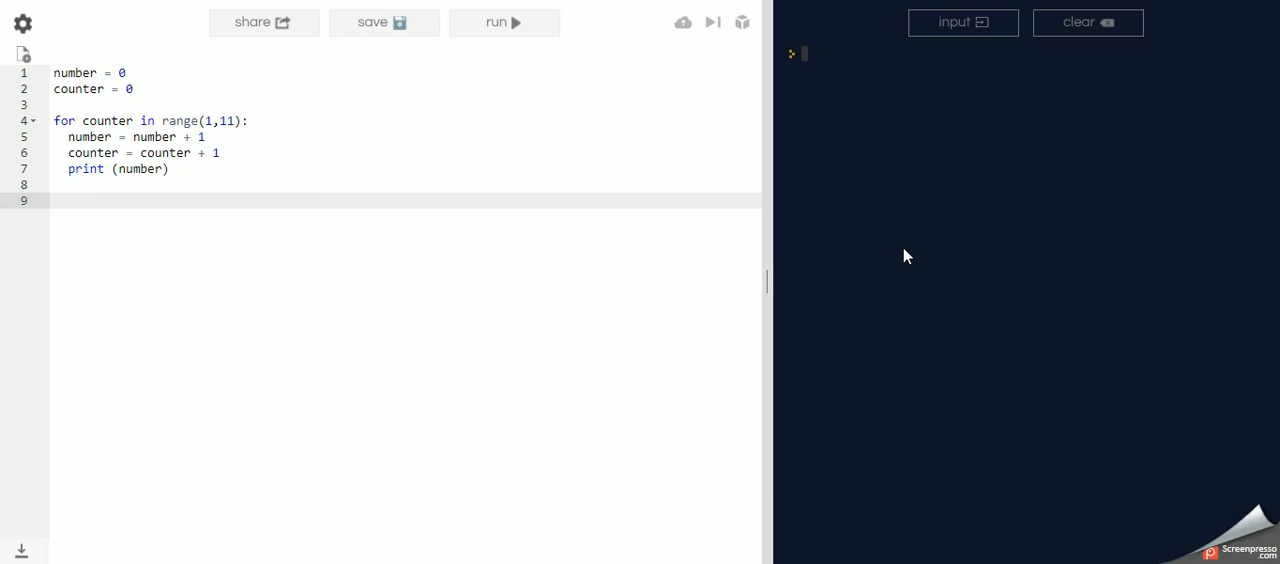 share save run input clear
1 number = 0
2 counter = 0
3
4 for counter in range(1,11):
5 number = number + 1
6 counter = counter + 1
7 print (number)
8
9
Screenpresso
.com